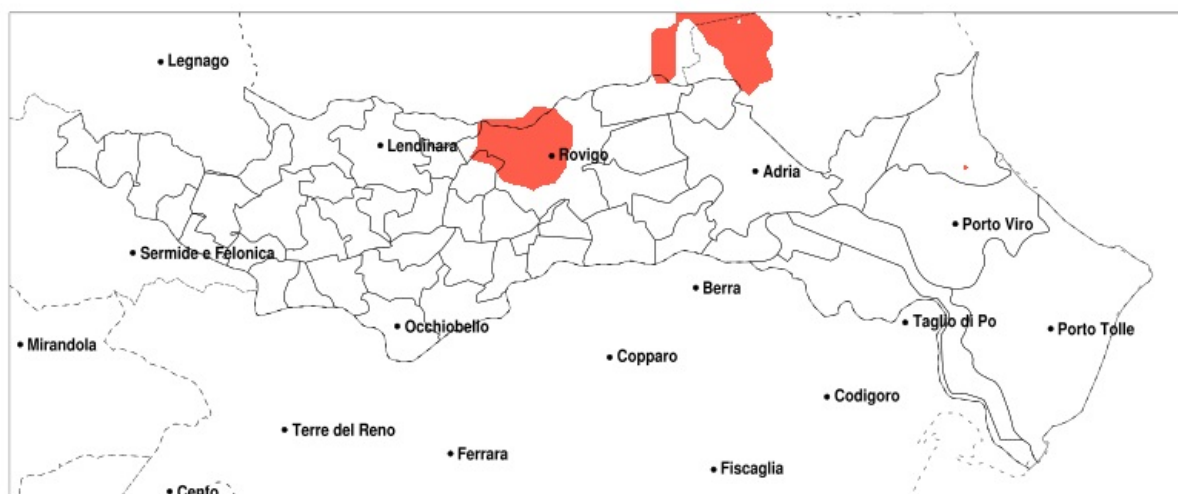 Legnago
Lendinara
Rovigo
Adria
Porto Viro
Sermide e Felonica
Berra
Occhiobello
Taglio di Po
Porto Tolle
Mirandola
Copparo
Codigoro
Terre del Reno
Ferrara
Fiscaglia
Cento